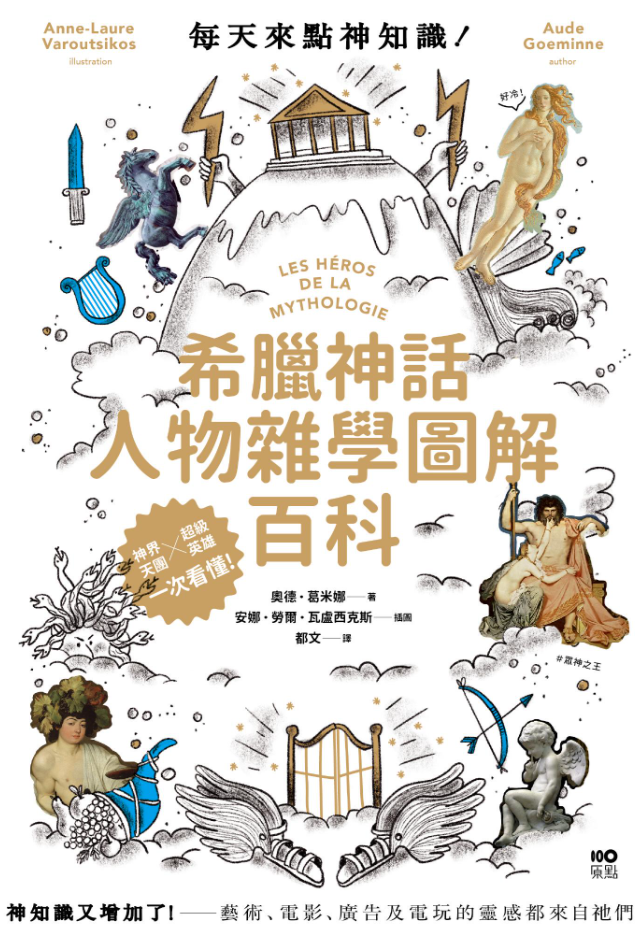 Anne-Laure
Varoutsikos
illustration
每天來點神知識!
Aude
Goeminne
author
好冷!
LES HÉROS
DE LA
MYTHOLOGIE
希臘神話
人物雜學圖解
百科
神界
天團
×
超級
英雄
一次看懂!
奧德·葛米娜——著
安娜·勞爾·瓦盧西克斯——插圖
都文——譯
#眾神之王
100
原點
神知識又增加了!——藝術、電影、廣告及電玩的靈感都來自祂們